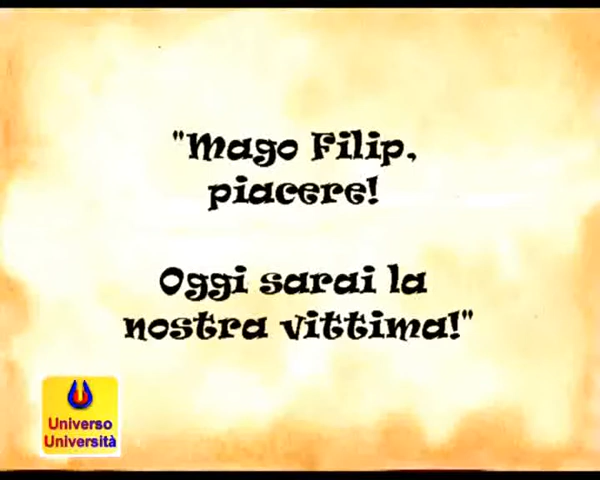 "Mago Filip,
piacere!
Oggi sarai la
nostra vittima!"
Universo
Università